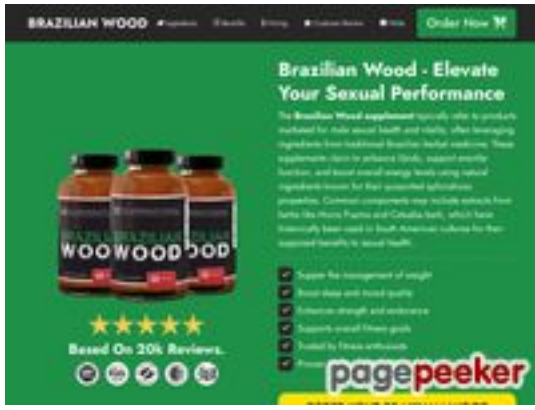 BRAZILIAN WOOD Ingredients Benefits Pricing Customer Review FAQs Order Now
Brazilian Wood - Elevate
Your Sexual Performance
The Brazilian Wood supplement typically refer to products
marketed for male sexual health and vitality, often leveraging
ingredients from traditional Brazilian herbal medicine. These
supplements claim to enhance libido, support erectile
function, and boost overall energy levels using natural
ingredients known for their purported aphrodisiac
properties. Common components may include extracts from
herbs like Muira Puama and Catuaba bark, which have
historically been used in South American cultures for their
supposed benefits to sexual health.
Support the management of weight
Boost sleep and mood quality
Enhances strength and endurance
Supports overall fitness goals
Trusted by fitness enthusiasts
BRAZILIAN
WOOD
Based On 20k Reviews.
pagepeeker